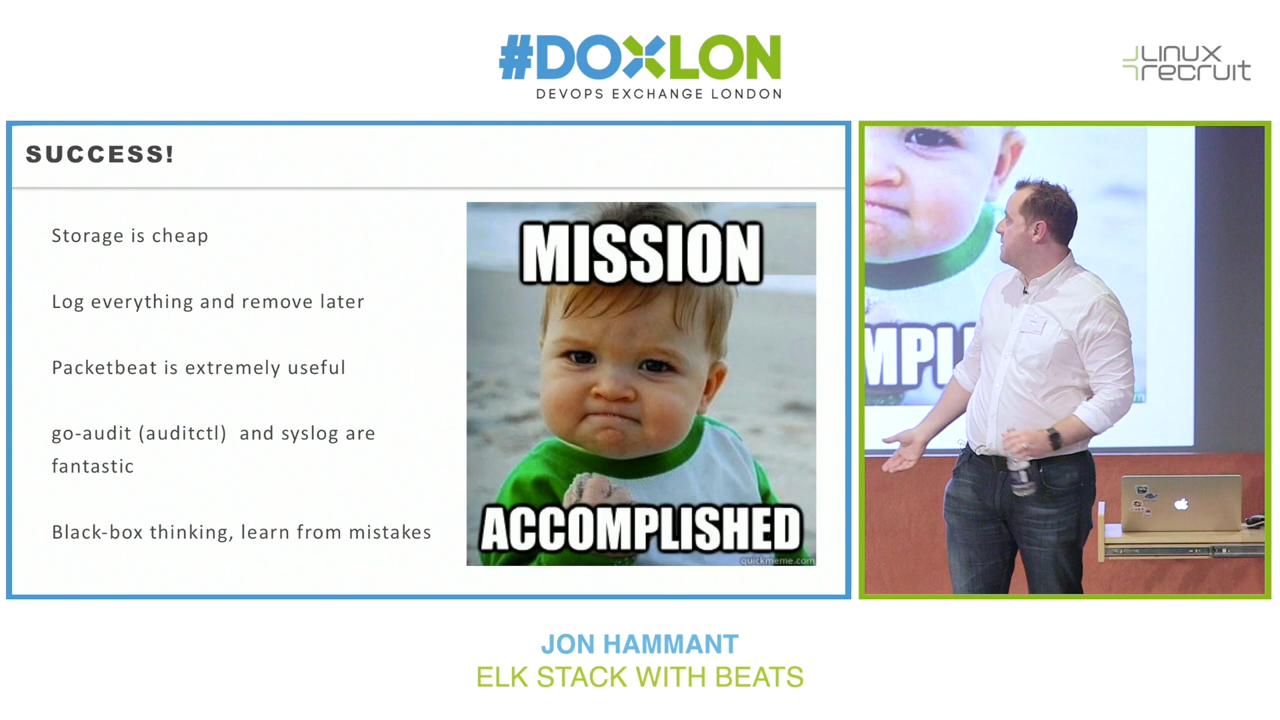 #DOXLON
DEVOPS EXCHANGE LONDON
LINUX
recruit
SUCCESS!
Storage is cheap
Log everything and remove later
Packetbeat is extremely useful
go-audit (auditctl)  and syslog are
fantastic
Black-box thinking, learn from mistakes
MISSION
ACCOMPLISHED
quickmeme.com
MPLI
JON HAMMANT
ELK STACK WITH BEATS